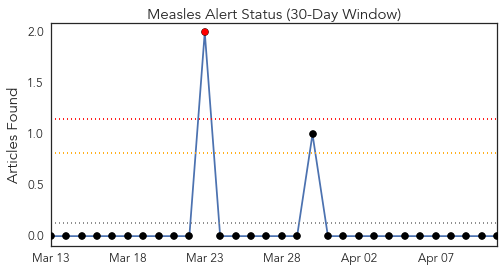 Measles Alert Status (30-Day Window)
Articles Found
2.0
1.5
1.0
0.5
0.0
Mar 13 Mar 18 Mar 23 Mar 28 Apr 02 Apr 07